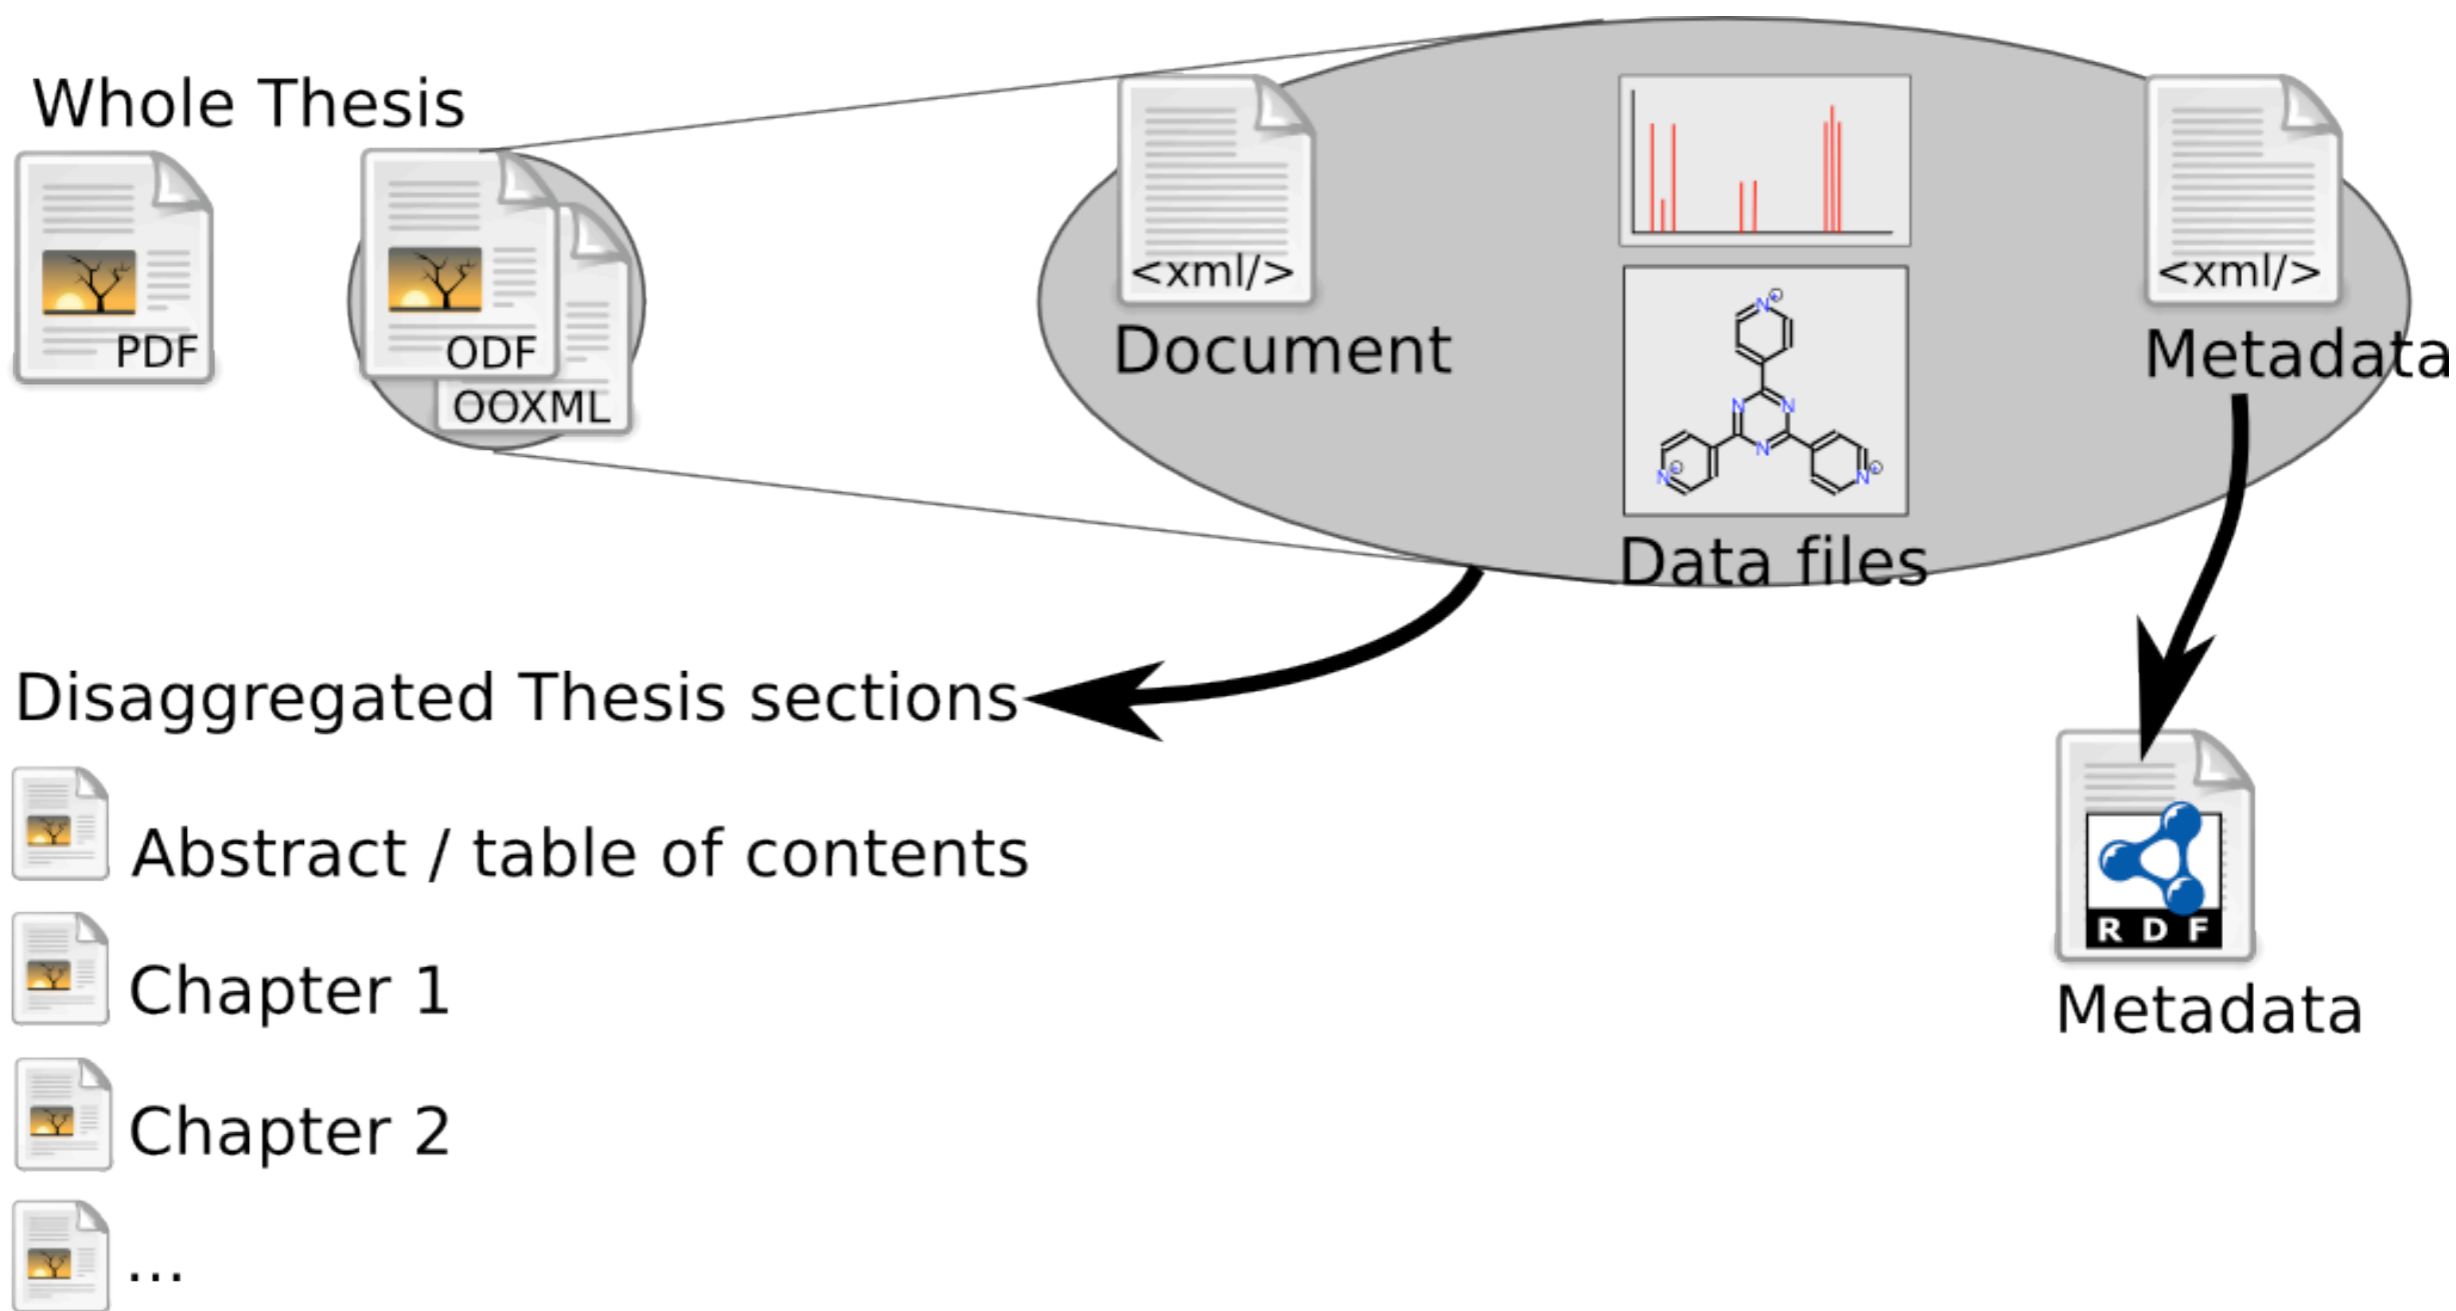 Whole Thesis
PDF
ODF
OOXML
<xml/>
Document
N+
N
N
N
N+
N+
Data files
<xml/>
Metadata
Disaggregated Thesis sections
Abstract / table of contents
Chapter 1
Chapter 2
...
RDF
Metadata